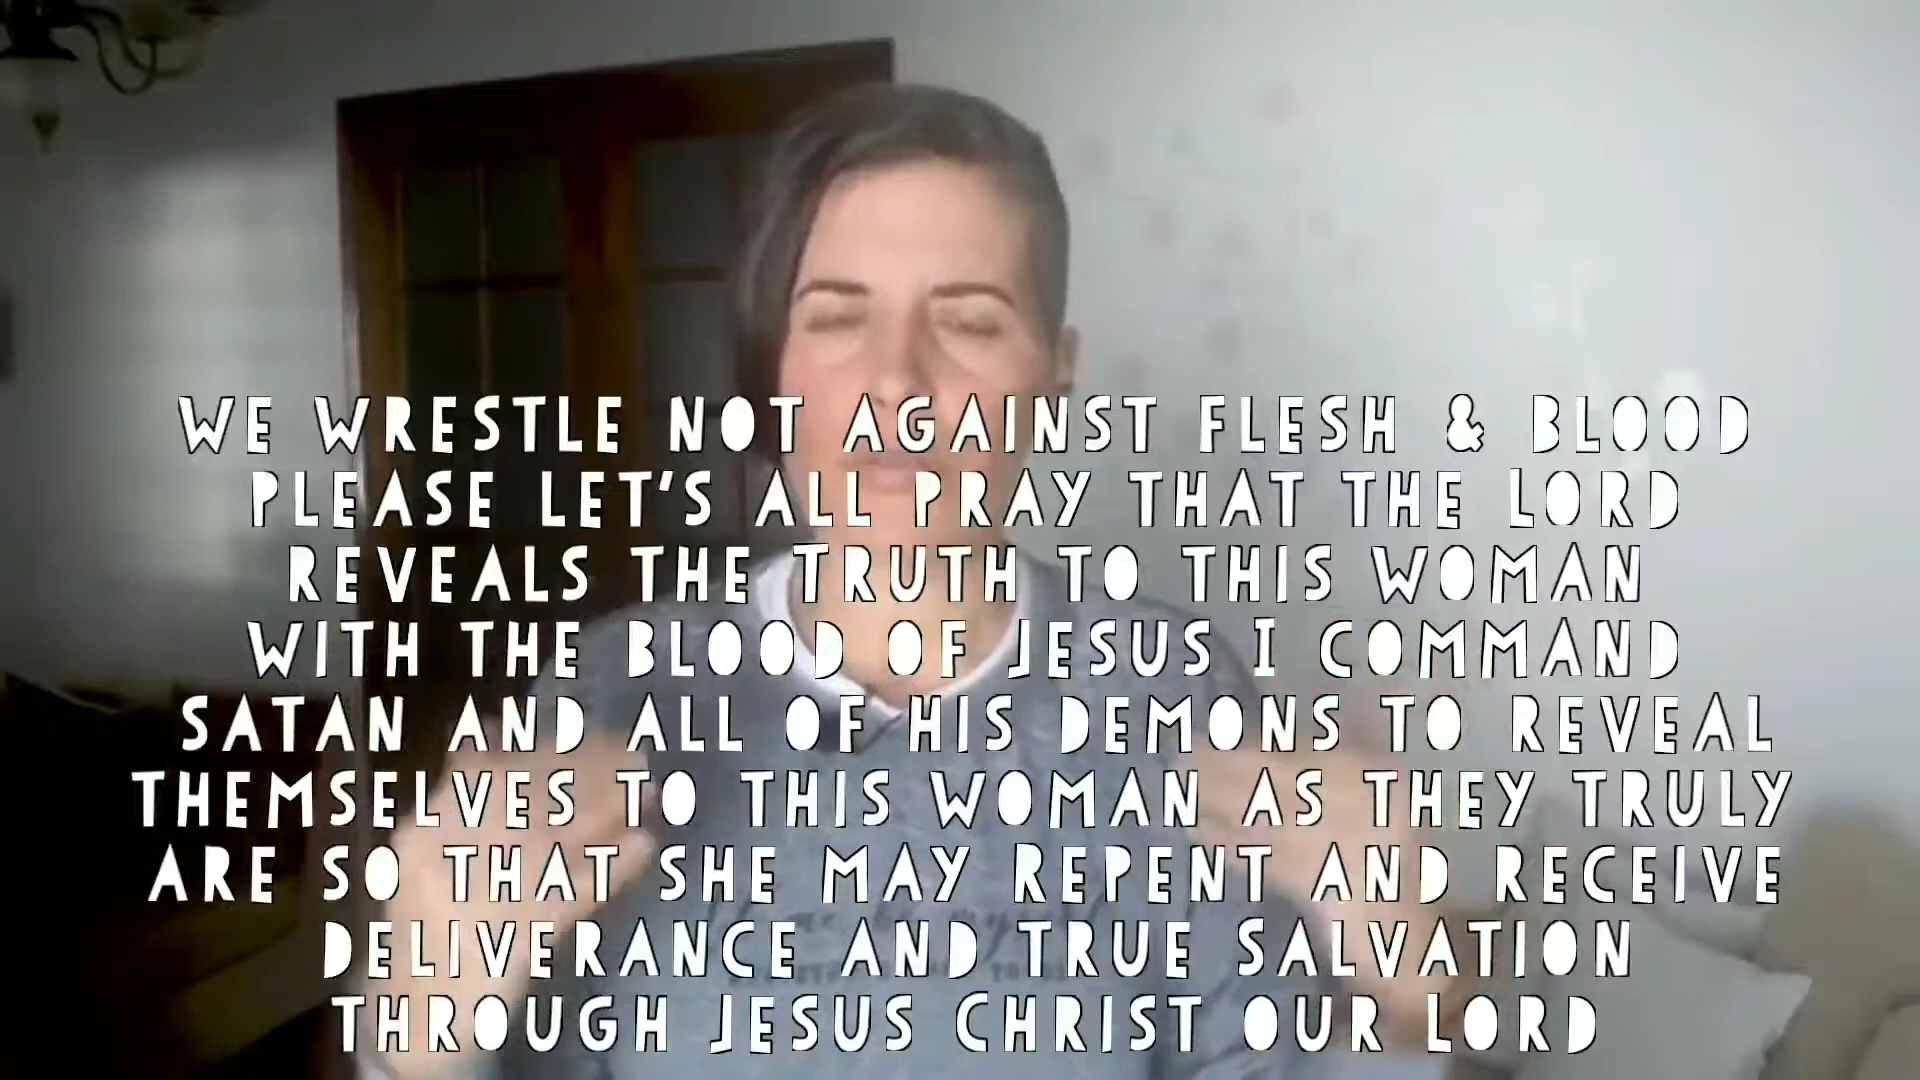 WE WRESTLE NOT AGAINST FLESH & BLOOD
PLEASE LET'S ALL PRAY THAT THE LORD
REVEALS THE TRUTH TO THIS WOMAN
WITH THE BLOOD OF JESUS I COMMAND
SATAN AND ALL OF HIS DEMONS TO REVEAL
THEMSELVES TO THIS WOMAN AS THEY TRULY
ARE SO THAT SHE MAY REPENT AND RECEIVE
DELIVERANCE AND TRUE SALVATION
THROUGH JESUS CHRIST OUR LORD